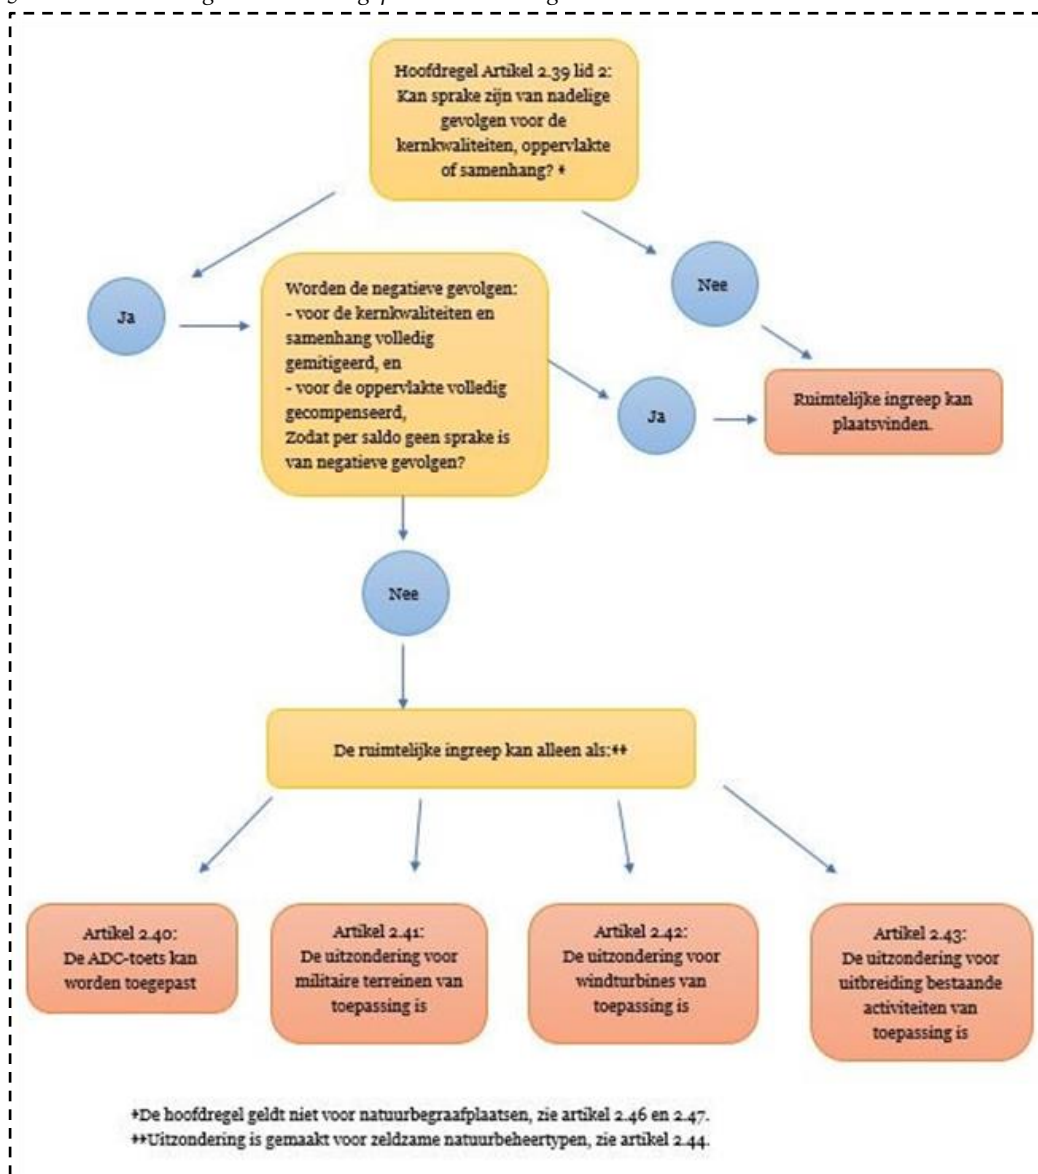 Hoofdregel Artikel 2.39 lid 2:
Kan sprake zijn van nadelige
gevolgen voor de
kernkwaliteiten, oppervlakte
of samenhang? *
Ja
Nee
Worden de negatieve gevolgen:
- voor de kernkwaliteiten en
samenhang volledig
gemitigeerd, en
- voor de oppervlakte volledig
gecompenseerd,
Zodat per saldo geen sprake is
van negatieve gevolgen?
Ja
Ruimtelijke ingreep kan
plaatsvinden.
Nee
De ruimtelijke ingreep kan alleen als:**
Artikel 2.40:
De ADC-toets kan
worden toegepast
Artikel 2.41:
De uitzondering voor
militaire terreinen van
toepassing is
Artikel 2.42:
De uitzondering voor
windturbines van
toepassing is
Artikel 2.43:
De uitzondering voor
uitbreiding bestaande
activiteiten van
toepassing is
*De hoofdregel geldt niet voor natuurbegraafplaatsen, zie artikel 2.46 en 2.47.
**Uitzondering is gemaakt voor zeldzame natuurbeheertypen, zie artikel 2.44.